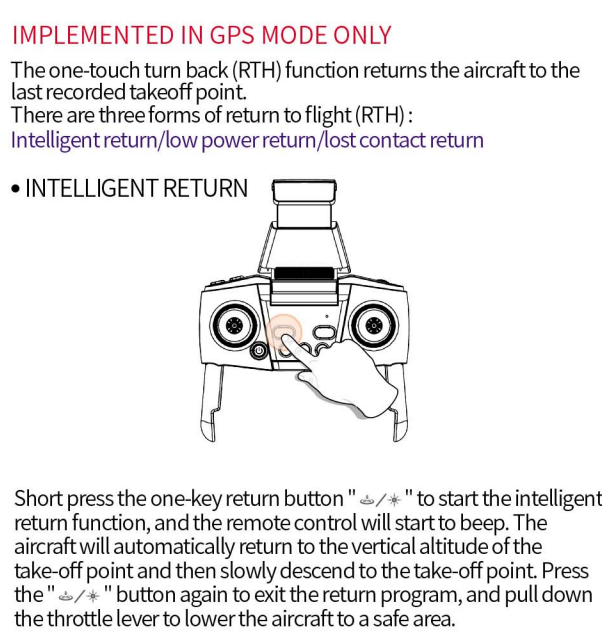 IMPLEMENTED IN GPS MODE ONLY
The one-touch turn back (RTH) function returns the aircraft to the
last recorded takeoff point.
There are three forms of return to flight (RTH) :
Intelligent return/low power return/lost contact return
• INTELLIGENT RETURN
Short press the one-key return button " / " to start the intelligent
return function, and the remote control will start to beep. The
aircraft will automatically return to the vertical altitude of the
take-off point and then slowly descend to the take-off point. Press
the " / " button again to exit the return program, and pull down
the throttle lever to lower the aircraft to a safe area.